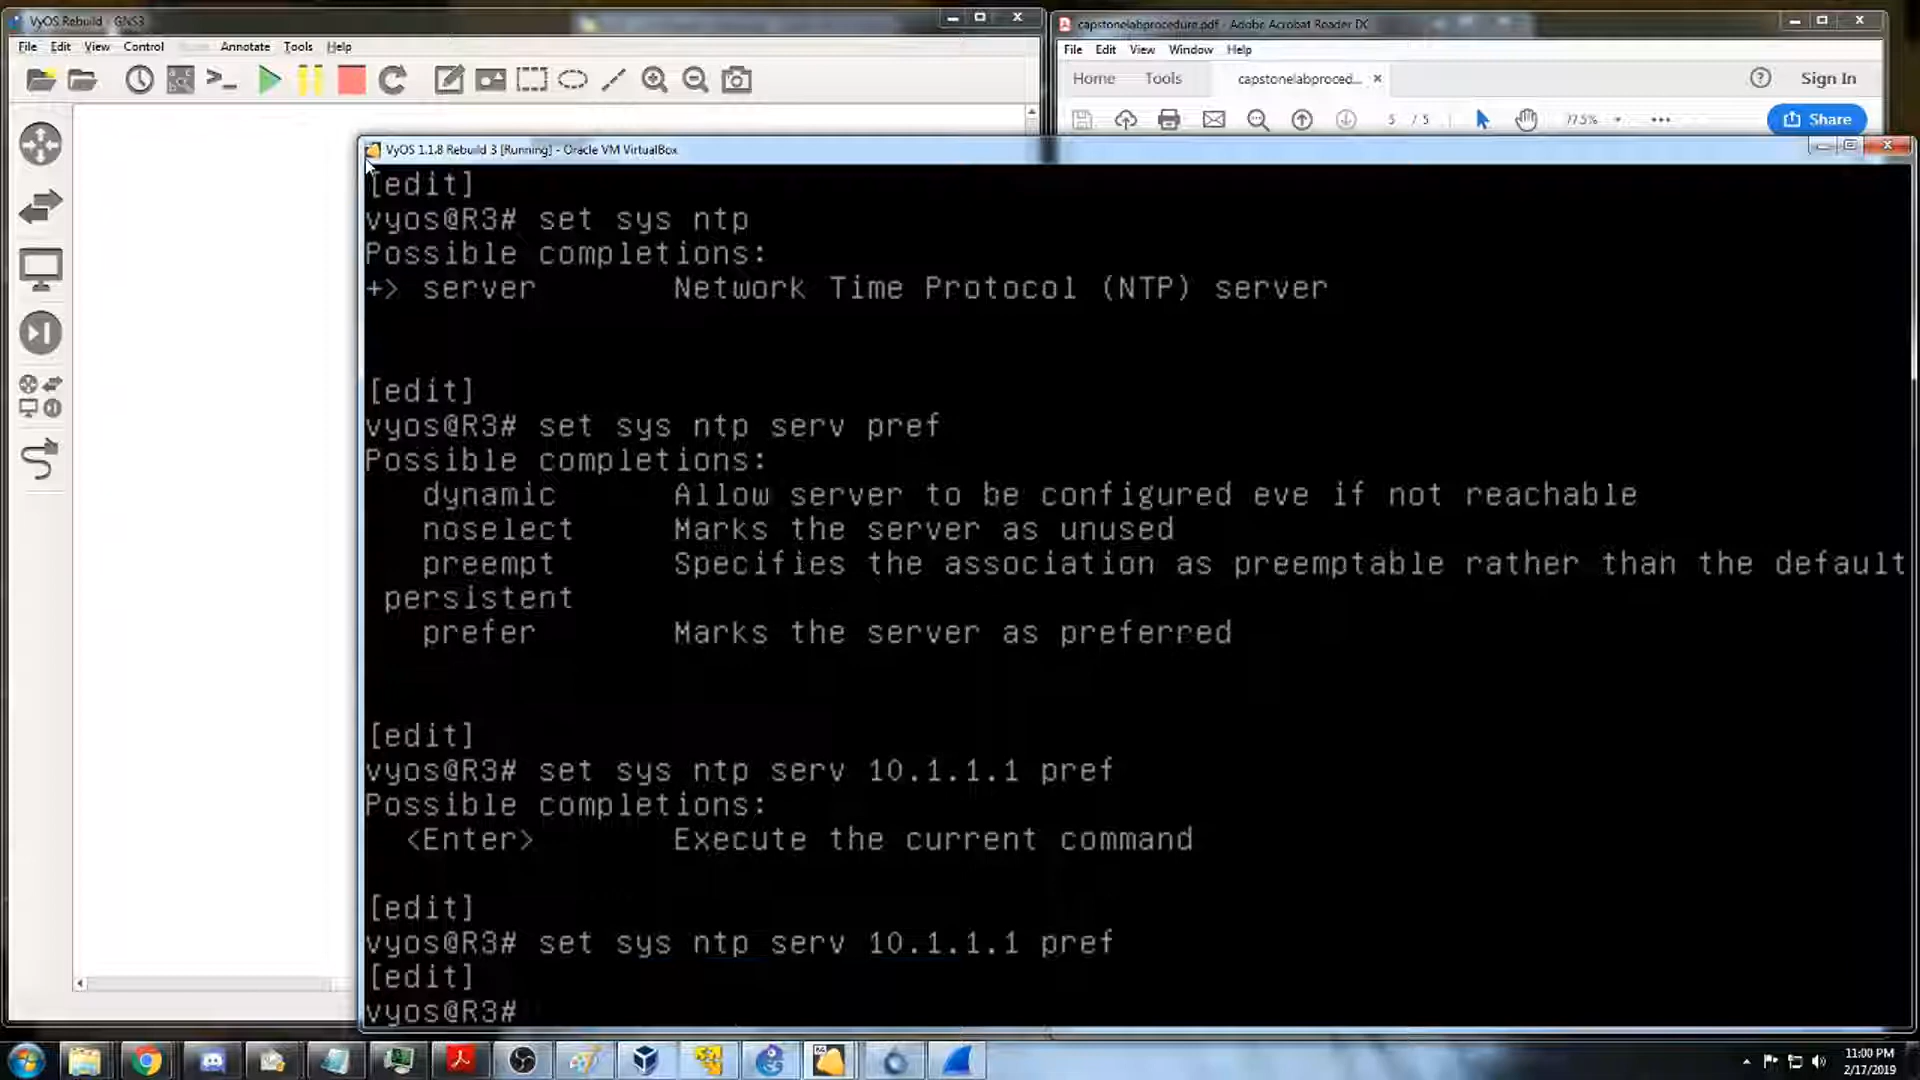 VyOS Rebuild - GNS3
File Edit View Control Annotate Tools Help
capstonelabprocedure.pdf - Adobe Acrobat Reader DC
File Edit View Window Help
Home Tools capstonelabproced... × Sign In
5 / 5 77.5% Share
VyOS 1.1.8 Rebuild 3 [Running] - Oracle VM VirtualBox
[edit]
vyos@R3# set sys ntp
Possible completions:
+> server Network Time Protocol (NTP) server
[edit]
vyos@R3# set sys ntp serv pref
Possible completions:
dynamic Allow server to be configured eve if not reachable
noselect Marks the server as unused
preempt Specifies the association as preemptable rather than the default
persistent
prefer Marks the server as preferred
[edit]
vyos@R3# set sys ntp serv 10.1.1.1 pref
Possible completions:
<Enter> Execute the current command
[edit]
vyos@R3# set sys ntp serv 10.1.1.1 pref
[edit]
vyos@R3#
11:00 PM
2/17/2019